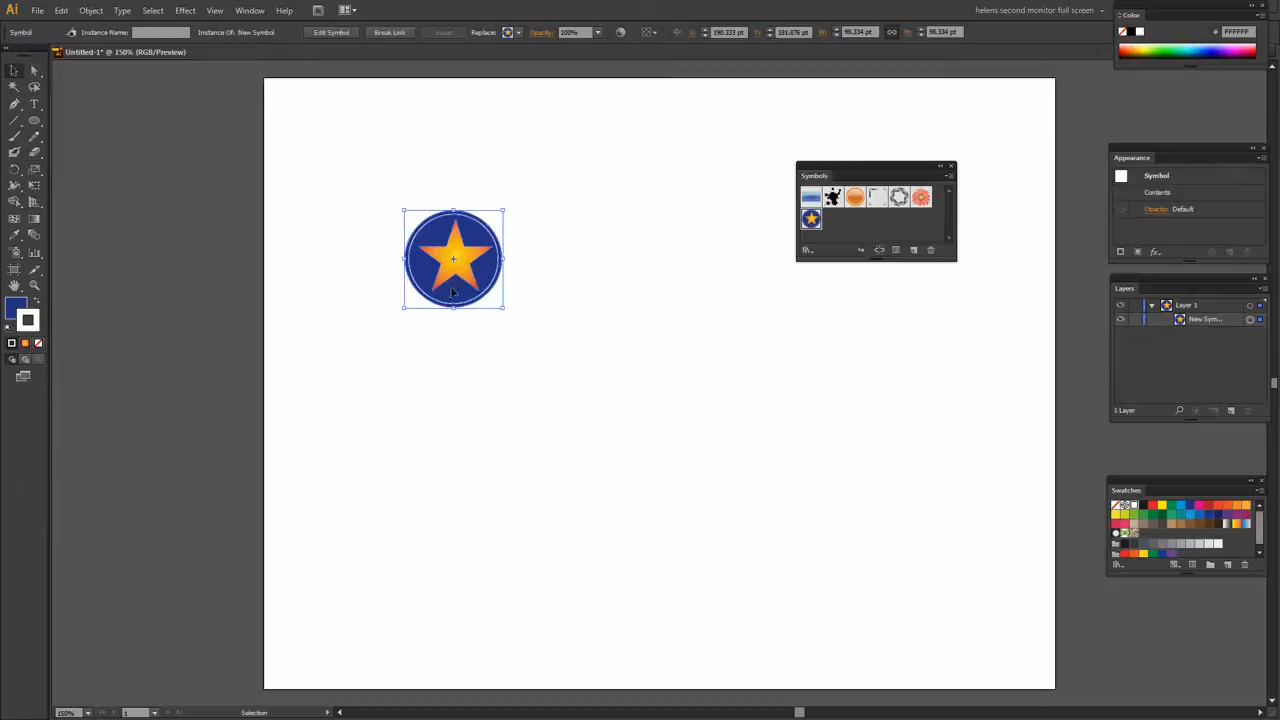 Ai File Edit Object Type Select Effect View Window Help helens second monitor full screen
Symbol Instance Name: Instance Of: New Symbol Edit Symbol Break Link Reset Replace: Opacity: 100% X: 190.333 pt Y: 181.876 pt W: 98.334 pt H: 98.334 pt
Untitled-1* @ 150% (RGB/Preview)
Color
# FFFFFF
Symbols
Appearance
Symbol
Contents
Opacity: Default
Layers
Layer 1
New Sym...
1 Layer
Swatches
150% 1 Selection